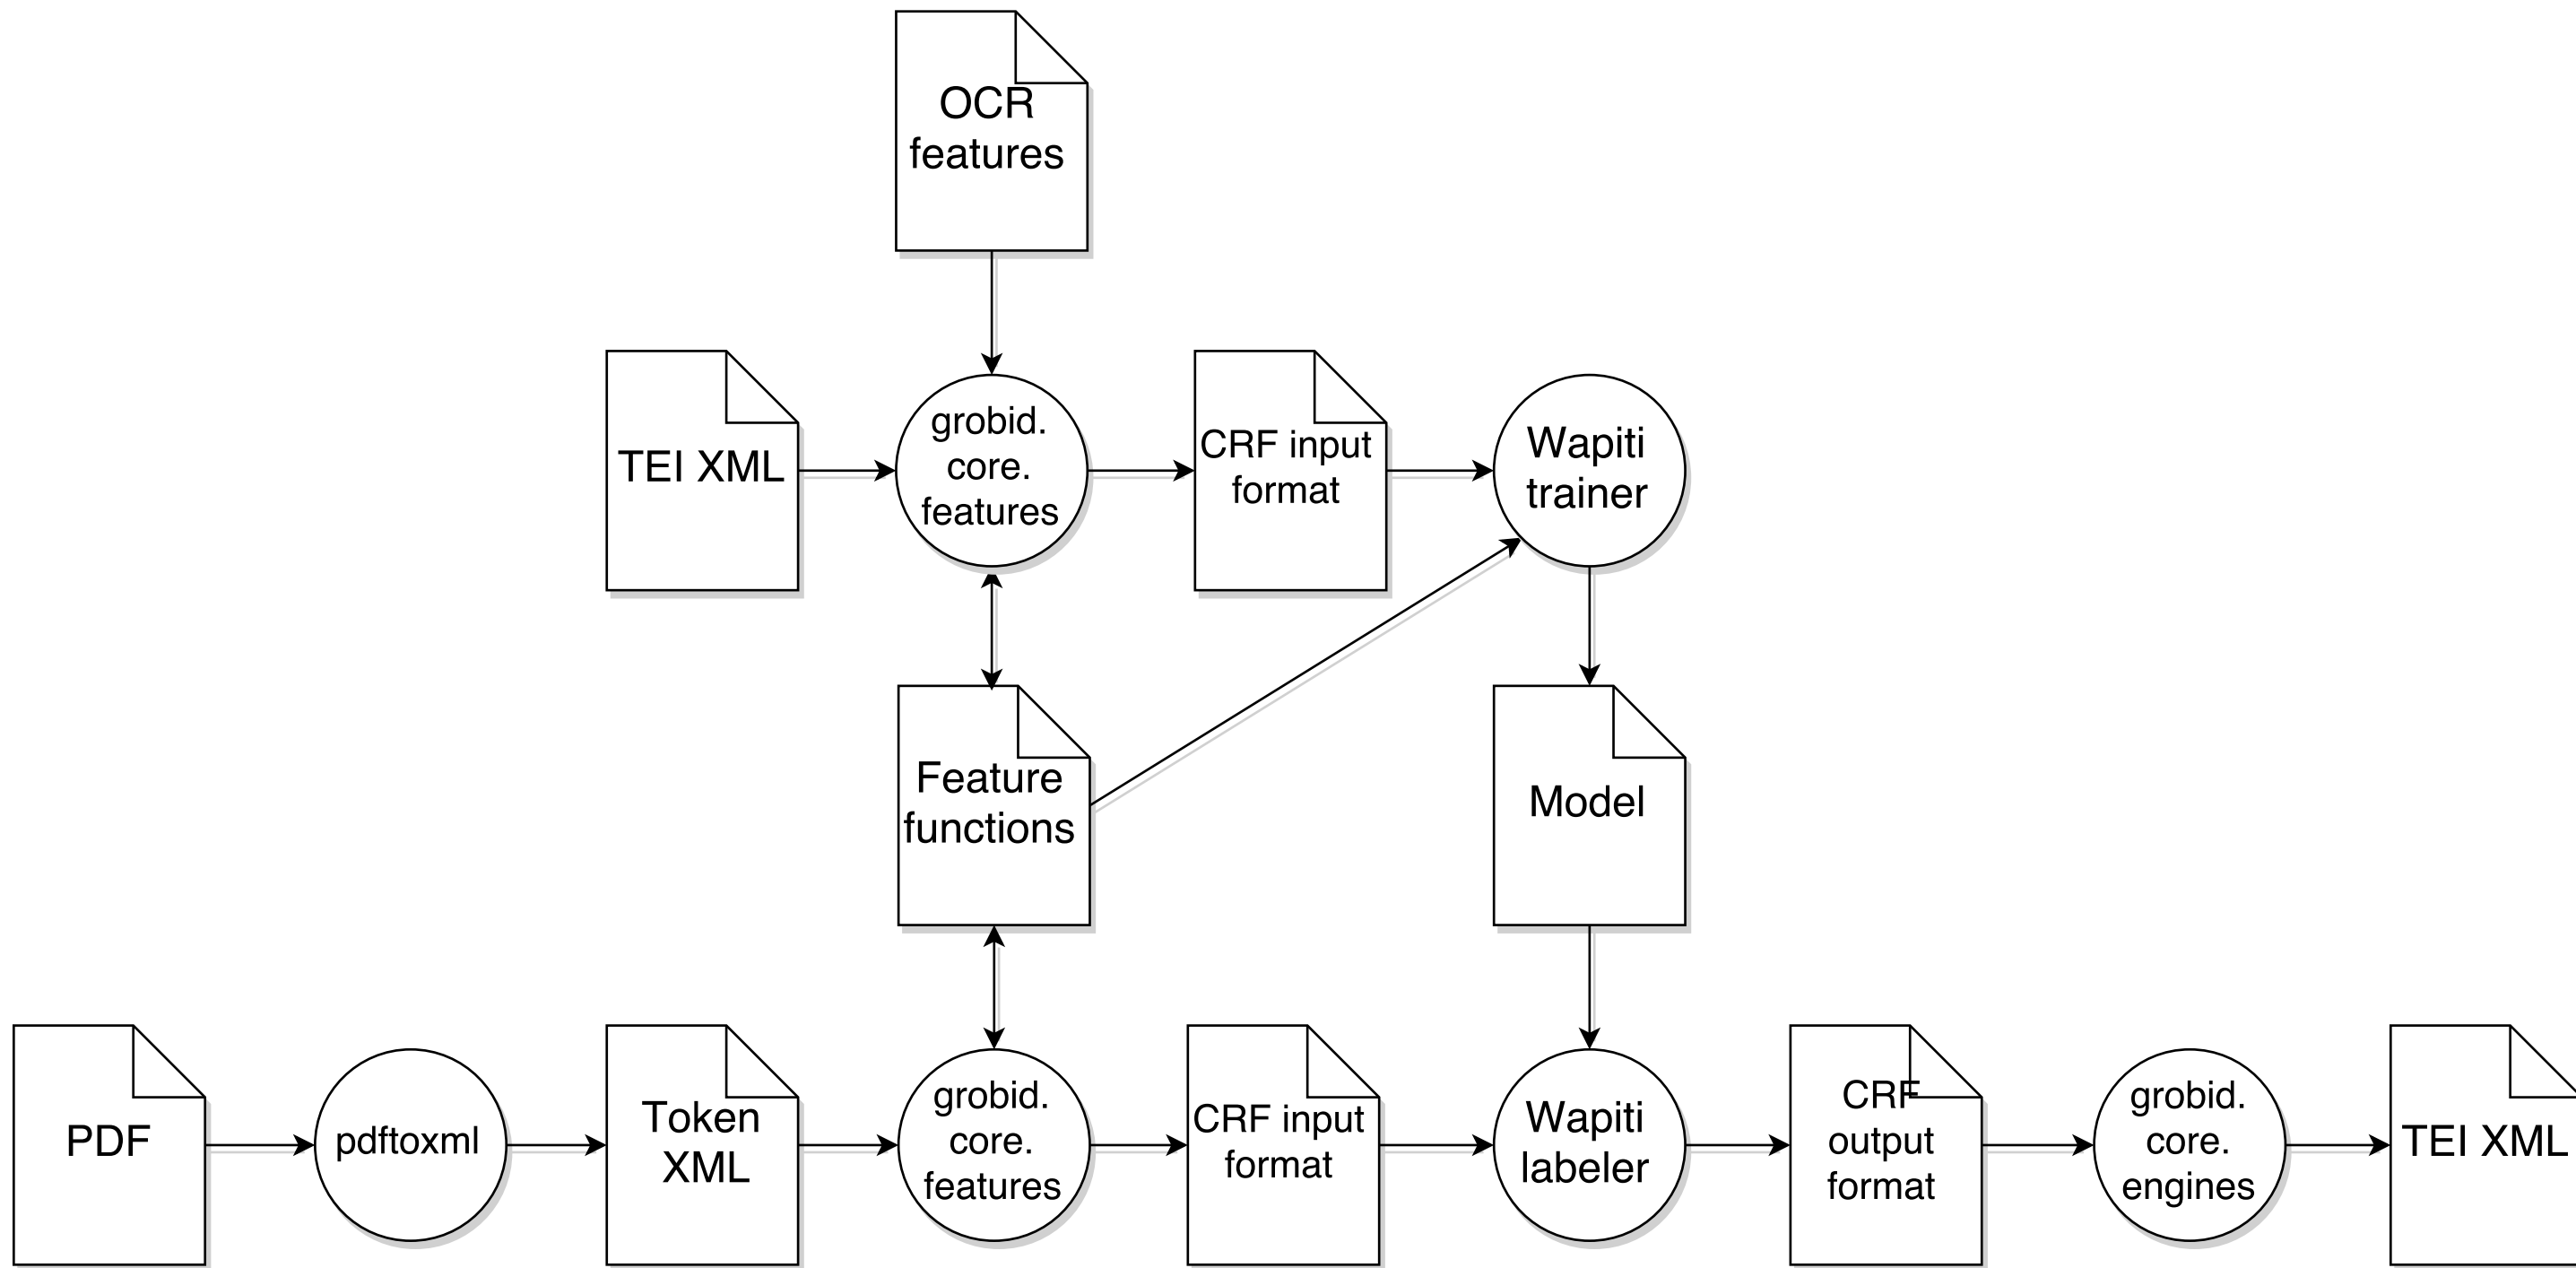 OCR
features
TEI XML
grobid.
core.
features
CRF input
format
Wapiti
trainer
Feature
functions
Model
PDF
pdftoxml
Token
XML
grobid.
core.
features
CRF input
format
Wapiti
labeler
CRF
output
format
grobid.
core.
engines
TEI XML